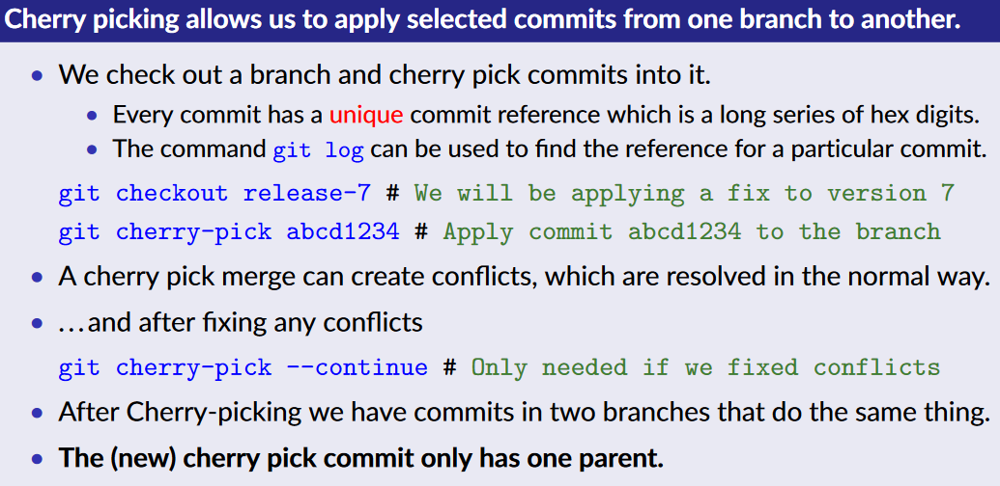 Cherry picking allows us to apply selected commits from one branch to another.
• We check out a branch and cherry pick commits into it.
• Every commit has a unique commit reference which is a long series of hex digits.
• The command git log can be used to find the reference for a particular commit.
git checkout release-7 # We will be applying a fix to version 7
git cherry-pick abcd1234 # Apply commit abcd1234 to the branch
• A cherry pick merge can create conflicts, which are resolved in the normal way.
• ...and after fixing any conflicts
git cherry-pick --continue # Only needed if we fixed conflicts
• After Cherry-picking we have commits in two branches that do the same thing.
• The (new) cherry pick commit only has one parent.